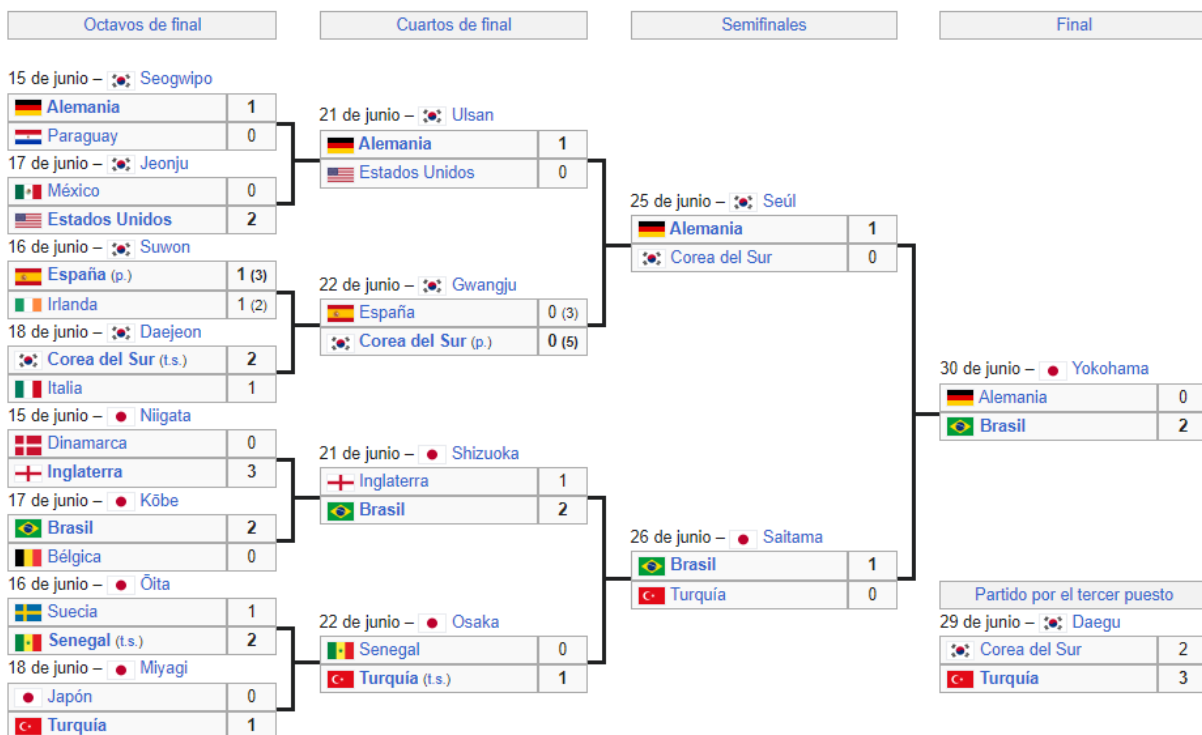 Octavos de final
Cuartos de final
Semifinales
Final
15 de junio – Seogwipo
Alemania 1
Paraguay 0
17 de junio – Jeonju
México 0
Estados Unidos 2
16 de junio – Suwon
España (p.) 1 (3)
Irlanda 1 (2)
18 de junio – Daejeon
Corea del Sur (t.s.) 2
Italia 1
15 de junio – Niigata
Dinamarca 0
Inglaterra 3
17 de junio – Kōbe
Brasil 2
Bélgica 0
16 de junio – Ōita
Suecia 1
Senegal (t.s.) 2
18 de junio – Miyagi
Japón 0
Turquía 1
21 de junio – Ulsan
Alemania 1
Estados Unidos 0
22 de junio – Gwangju
España 0 (3)
Corea del Sur (p.) 0 (5)
21 de junio – Shizuoka
Inglaterra 1
Brasil 2
22 de junio – Osaka
Senegal 0
Turquía (t.s.) 1
25 de junio – Seúl
Alemania 1
Corea del Sur 0
26 de junio – Saitama
Brasil 1
Turquía 0
30 de junio – Yokohama
Alemania 0
Brasil 2
Partido por el tercer puesto
29 de junio – Daegu
Corea del Sur 2
Turquía 3